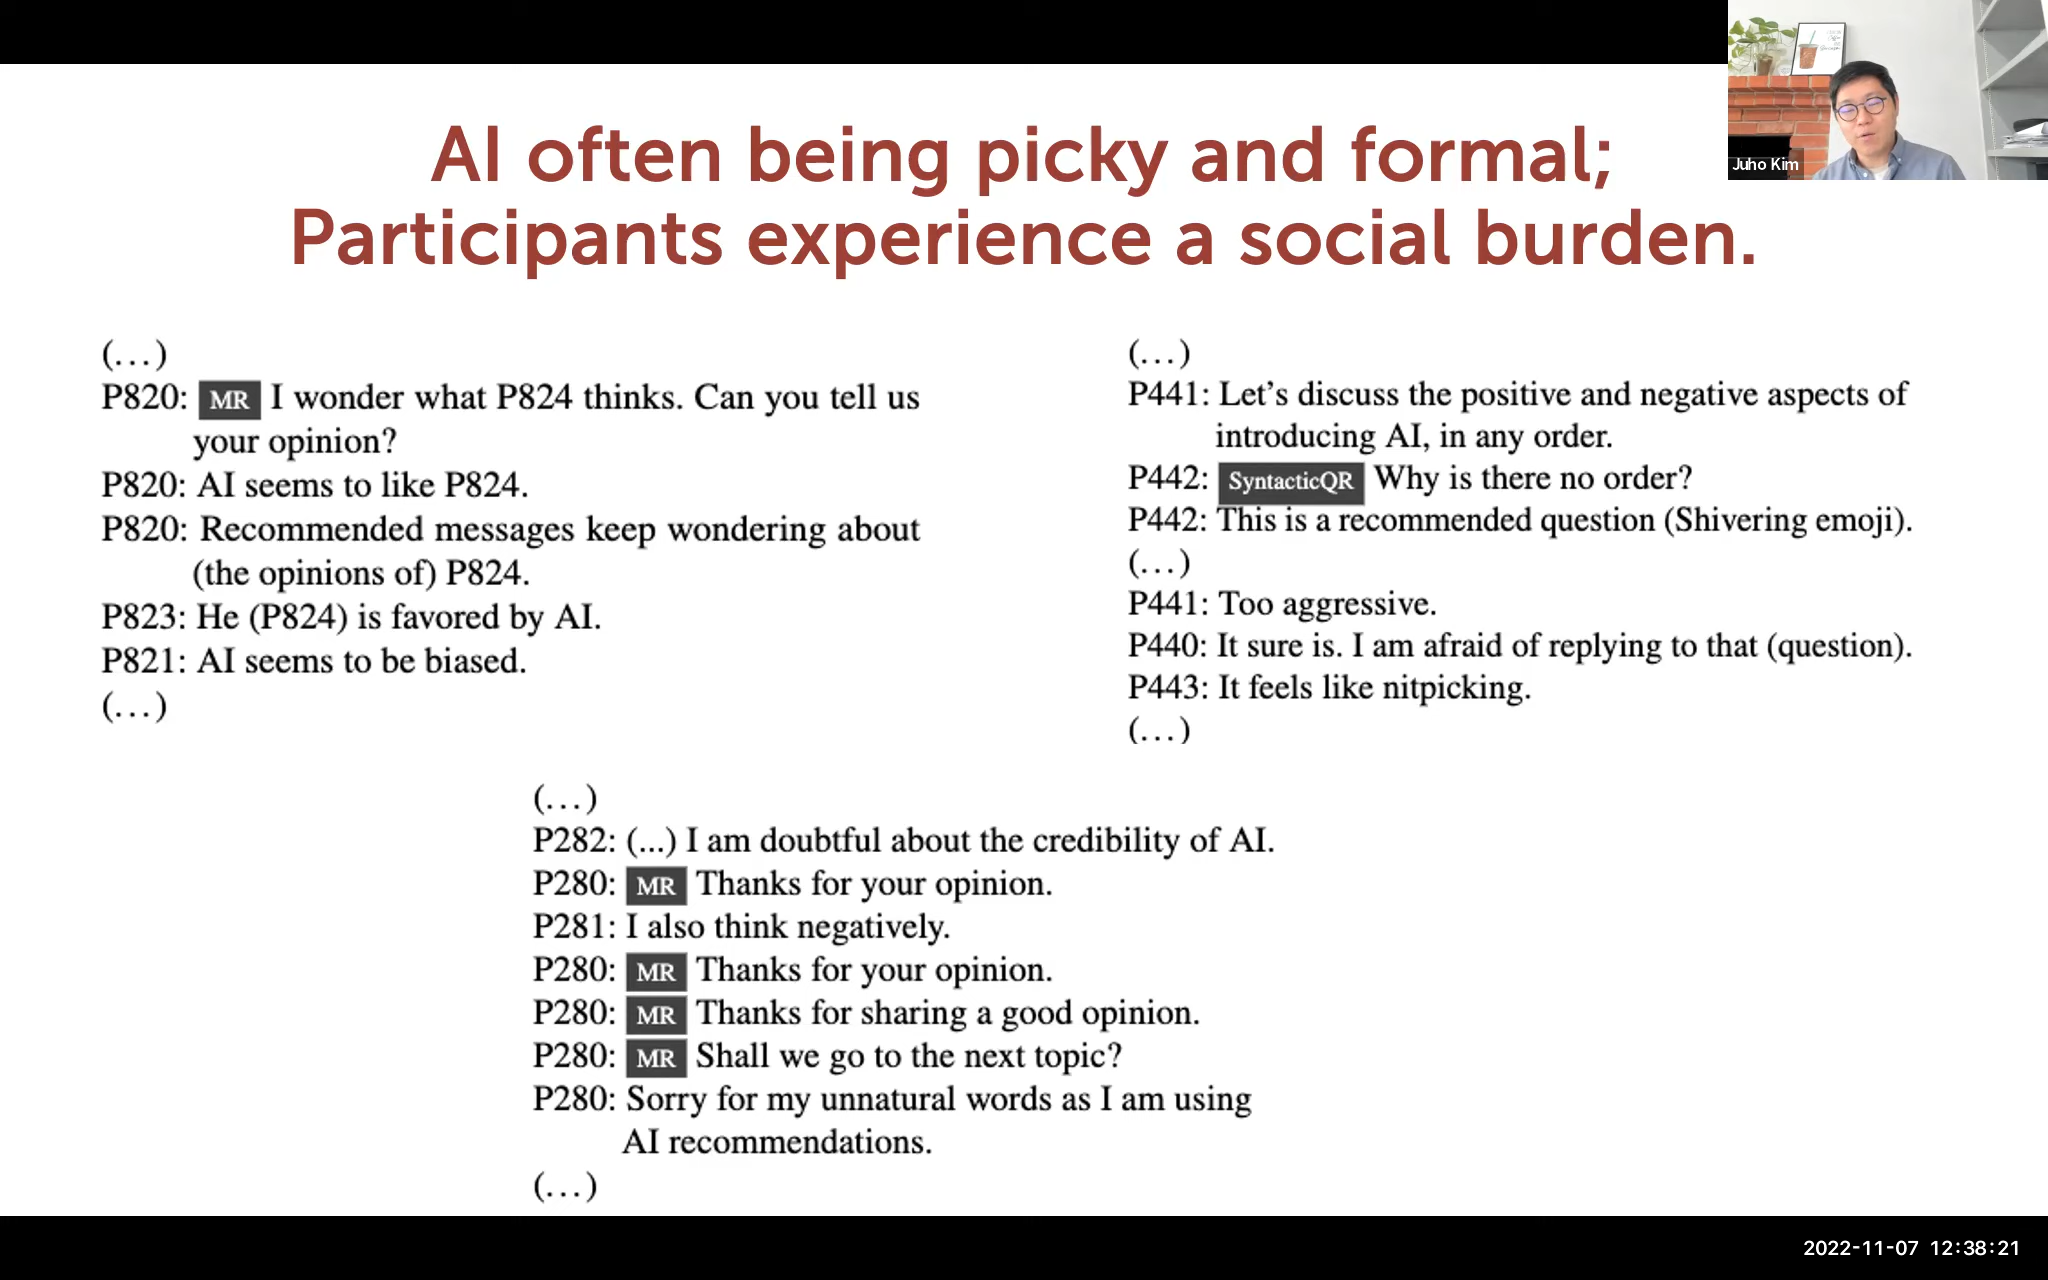 AI often being picky and formal;
Participants experience a social burden.
Juho Kim
(...)
P820: MR I wonder what P824 thinks. Can you tell us
your opinion?
P820: AI seems to like P824.
P820: Recommended messages keep wondering about
(the opinions of) P824.
P823: He (P824) is favored by AI.
P821: AI seems to be biased.
(...)
(...)
P441: Let's discuss the positive and negative aspects of
introducing AI, in any order.
P442: SyntacticQR Why is there no order?
P442: This is a recommended question (Shivering emoji).
(...)
P441: Too aggressive.
P440: It sure is. I am afraid of replying to that (question).
P443: It feels like nitpicking.
(...)
(...)
P282: (...) I am doubtful about the credibility of AI.
P280: MR Thanks for your opinion.
P281: I also think negatively.
P280: MR Thanks for your opinion.
P280: MR Thanks for sharing a good opinion.
P280: MR Shall we go to the next topic?
P280: Sorry for my unnatural words as I am using
AI recommendations.
(...)
2022-11-07 12:38:21